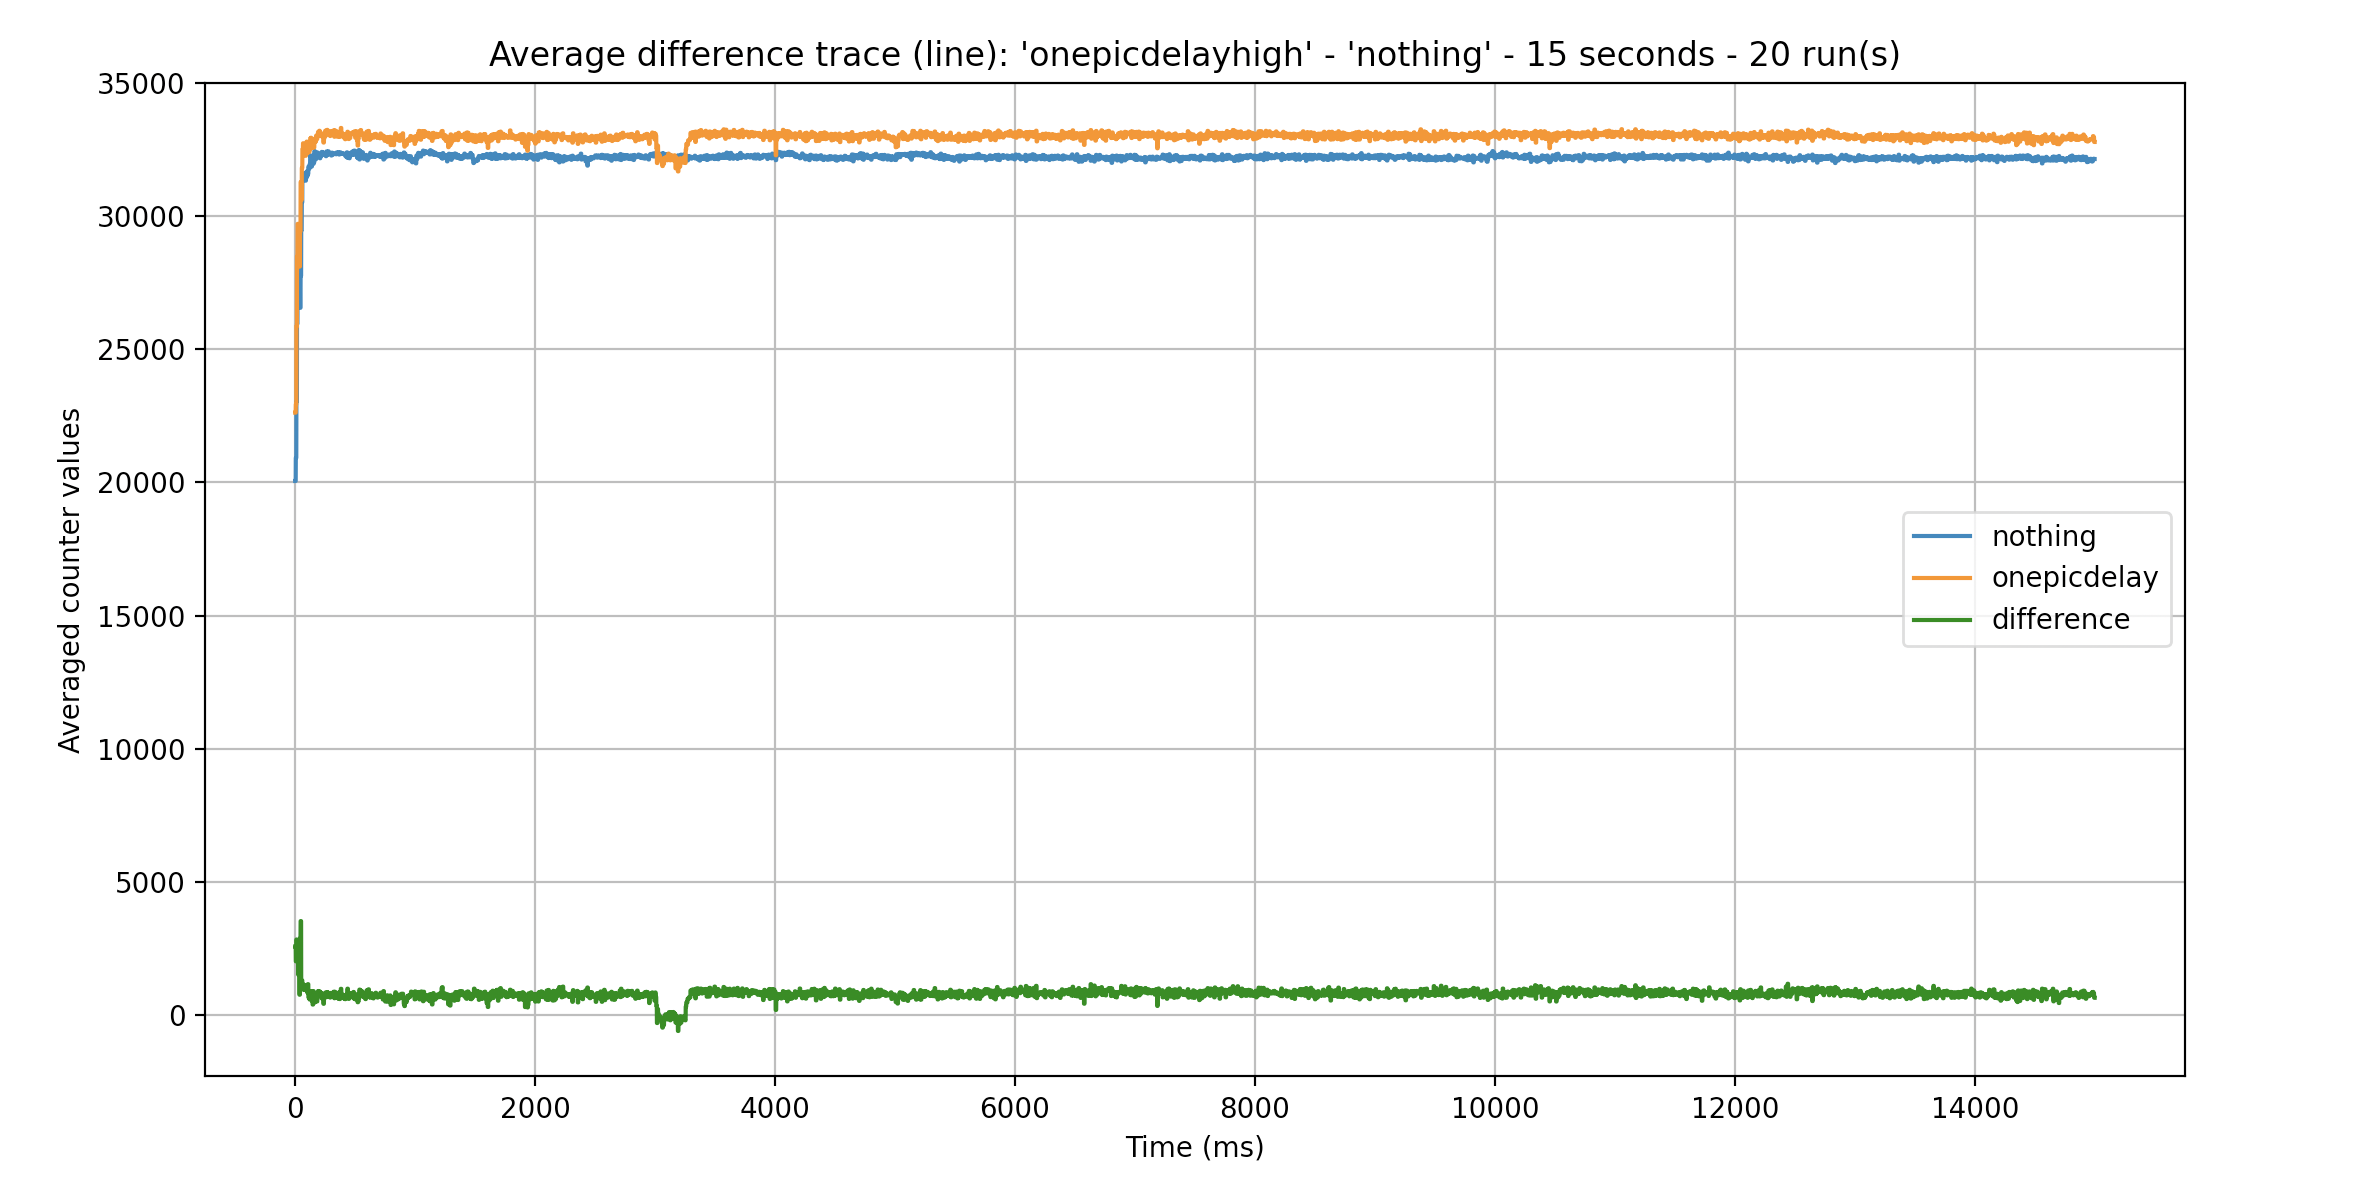 Average difference trace (line): 'onepicdelayhigh' - 'nothing' - 15 seconds - 20 run(s)
35000
30000
25000
20000
15000
10000
5000
0
Averaged counter values
nothing
onepicdelay
difference
0 2000 4000 6000 8000 10000 12000 14000
Time (ms)